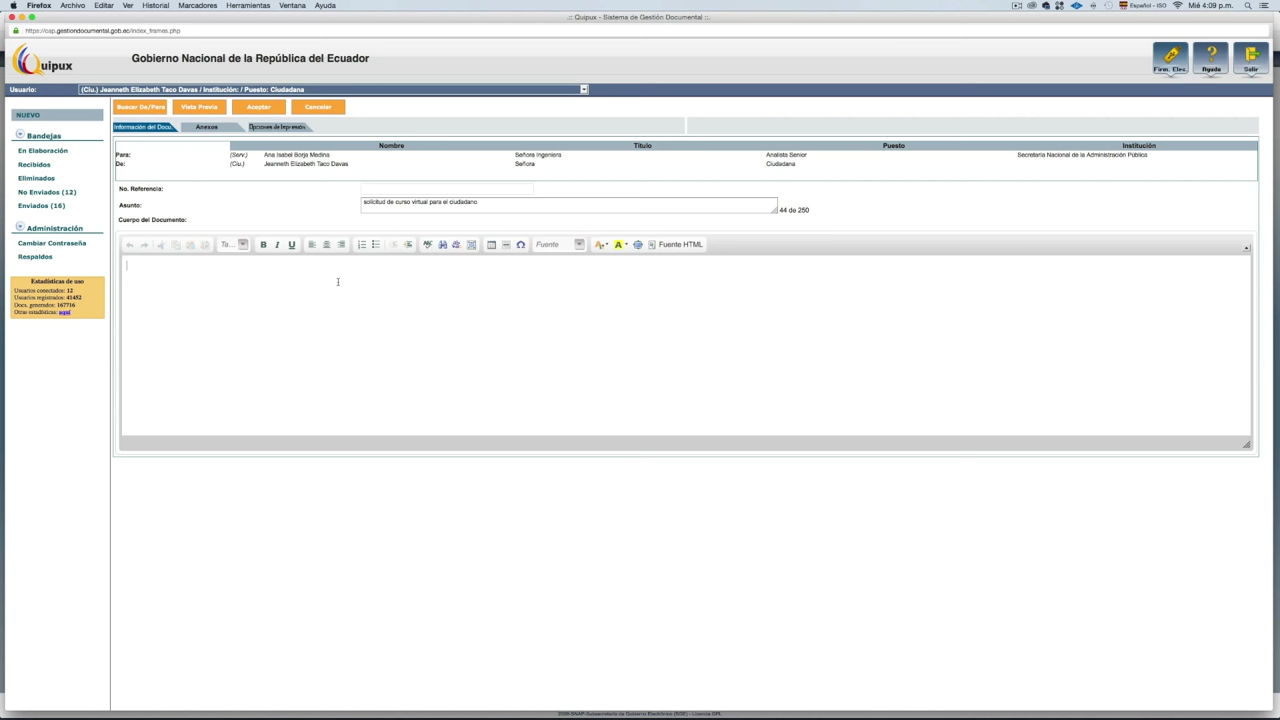 Firefox Archivo Editar Ver Historial Marcadores Herramientas Ventana Ayuda Español - ISO Mié 4:09 p.m.
.:: Quipux - Sistema de Gestión Documental ::.
https://cap.gestiondocumental.gob.ec/index_frames.php
Quipux Gobierno Nacional de la República del Ecuador
Firm. Elec. Ayuda Salir
Usuario: (Ciu.) Jeanneth Elizabeth Taco Davas / Institución: / Puesto: Ciudadana
Buscar De/Para Vista Previa Aceptar Cancelar
NUEVO
Bandejas
En Elaboración
Recibidos
Eliminados
No Enviados (12)
Enviados (16)
Administración
Cambiar Contraseña
Respaldos
Estadísticas de uso
Usuarios conectados: 12
Usuarios registrados: 41452
Docs. generados: 167716
Otras estadísticas: aquí
Información del Docu. Anexos Opciones de Impresión
Nombre Título Puesto Institución
Para: (Serv.) Ana Isabel Borja Medina Señora Ingeniera Analista Senior Secretaría Nacional de la Administración Pública
De: (Ciu.) Jeanneth Elizabeth Taco Davas Señora Ciudadana
No. Referencia:
Asunto: solicitud de curso virtual para el ciudadano 44 de 250
Cuerpo del Documento:
Ta... B I U Fuente A A Fuente HTML